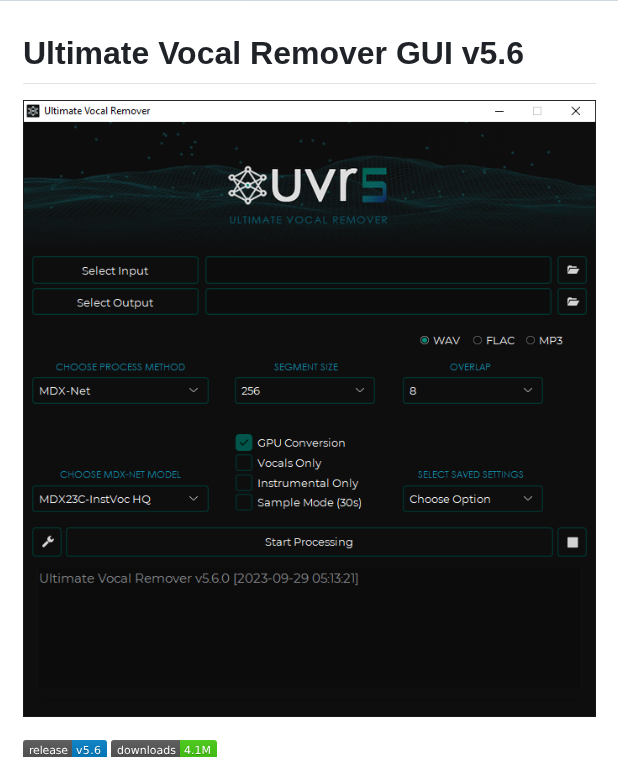 Ultimate Vocal Remover GUI v5.6
Ultimate Vocal Remover
uvr5
ULTIMATE VOCAL REMOVER
Select Input
Select Output
WAV FLAC MP3
CHOOSE PROCESS METHOD SEGMENT SIZE OVERLAP
MDX-Net 256 8
GPU Conversion
Vocals Only
CHOOSE MDX-NET MODEL Instrumental Only SELECT SAVED SETTINGS
MDX23C-InstVoc HQ Sample Mode (30s) Choose Option
Start Processing
Ultimate Vocal Remover v5.6.0 [2023-09-29 05:13:21]
release v5.6 downloads 4.1M